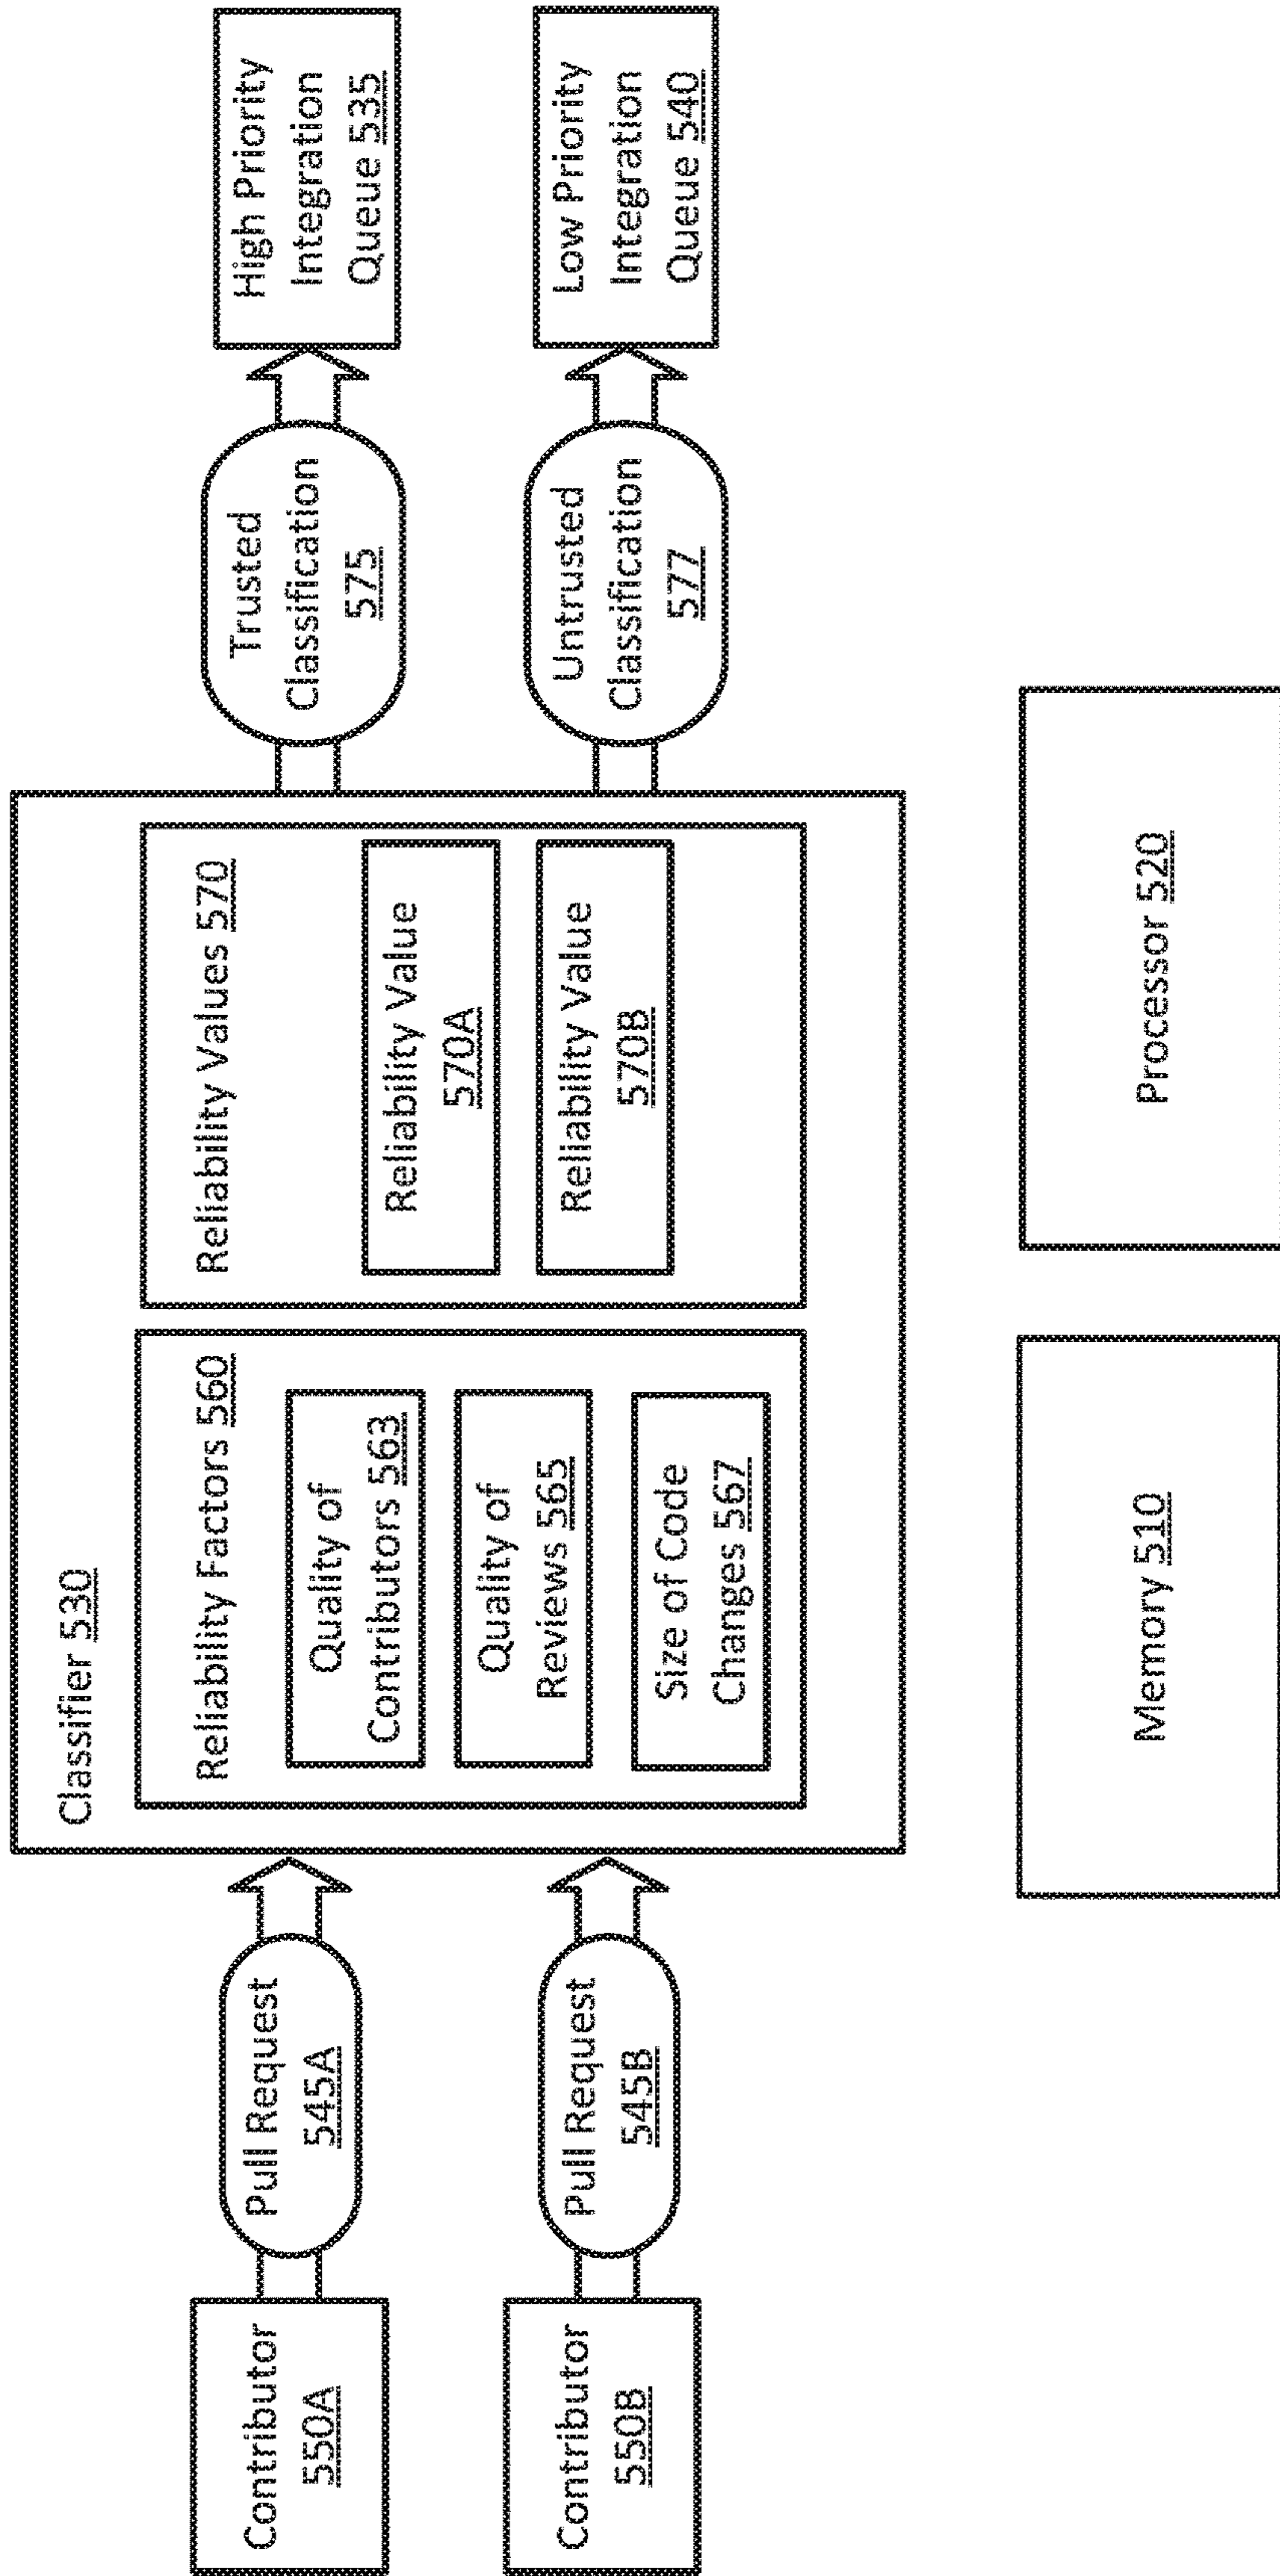 Contributor
550A
Pull Request
545A
Contributor
550B
Pull Request
545B
Classifier 530
Reliability Factors 560
Quality of
Contributors 563
Quality of
Reviews 565
Size of Code
Changes 567
Reliability Values 570
Reliability Value
570A
Reliability Value
570B
Trusted
Classification
575
High Priority
Integration
Queue 535
Untrusted
Classification
577
Low Priority
Integration
Queue 540
Memory 510
Processor 520